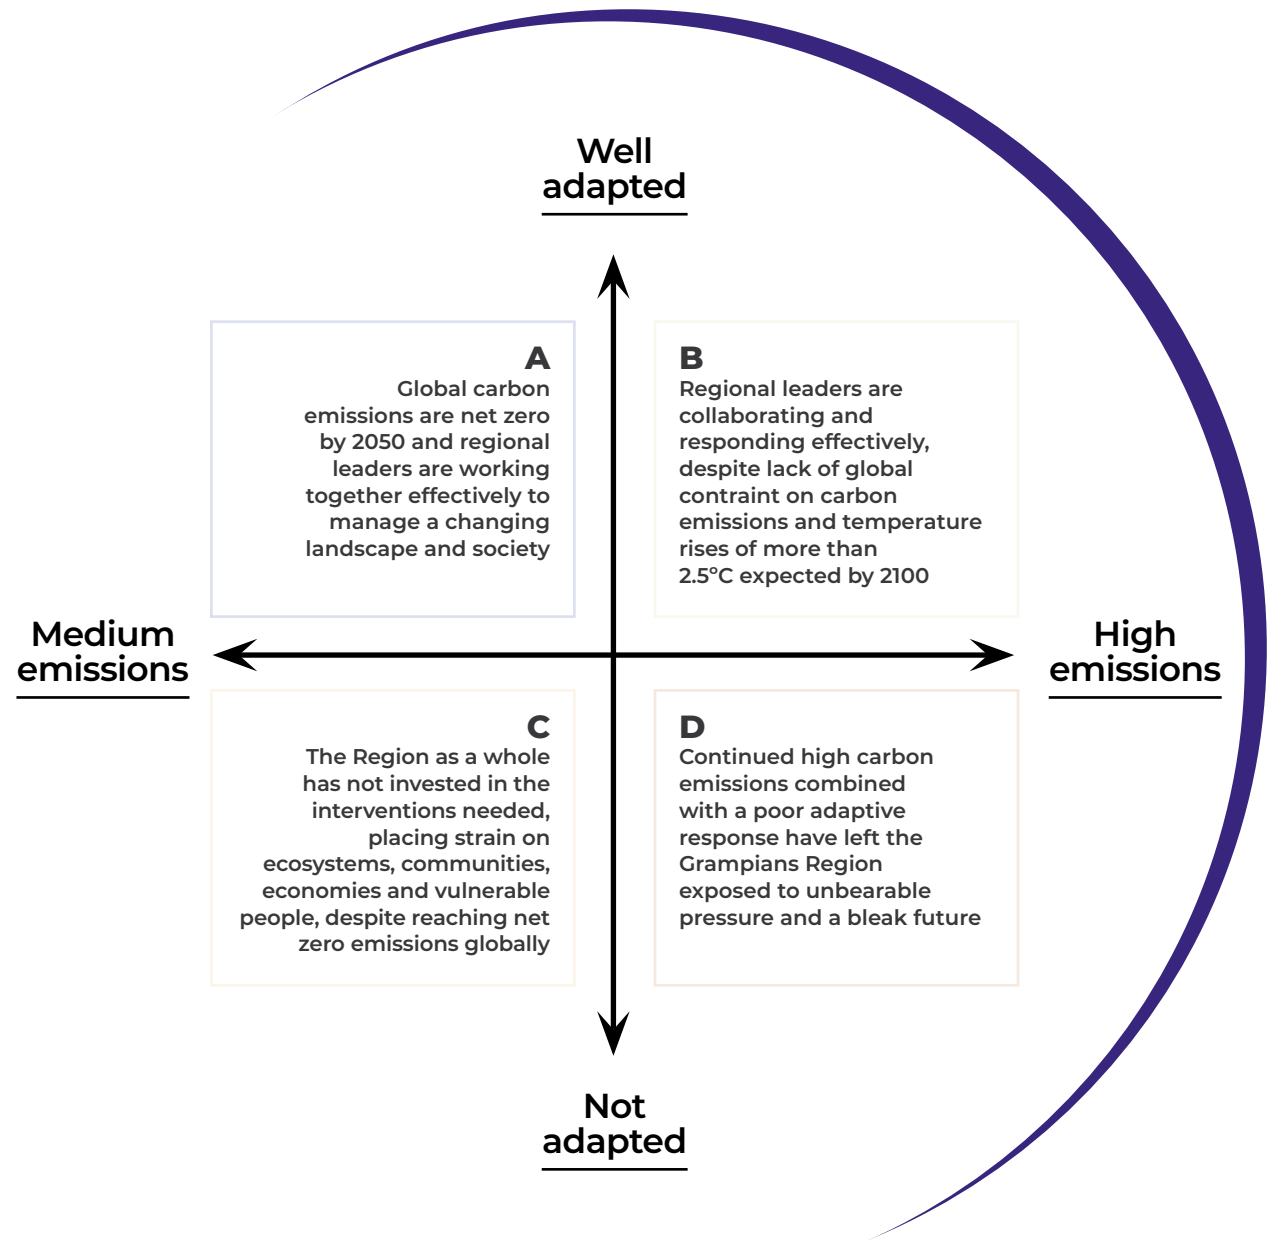 Well
adapted
A
Global carbon
emissions are net zero
by 2050 and regional
leaders are working
together effectively to
manage a changing
landscape and society
B
Regional leaders are
collaborating and
responding effectively,
despite lack of global
contraint on carbon
emissions and temperature
rises of more than
2.5°C expected by 2100
Medium
emissions
High
emissions
C
The Region as a whole
has not invested in the
interventions needed,
placing strain on
ecosystems, communities,
economies and vulnerable
people, despite reaching net
zero emissions globally
D
Continued high carbon
emissions combined
with a poor adaptive
response have left the
Grampians Region
exposed to unbearable
pressure and a bleak future
Not
adapted